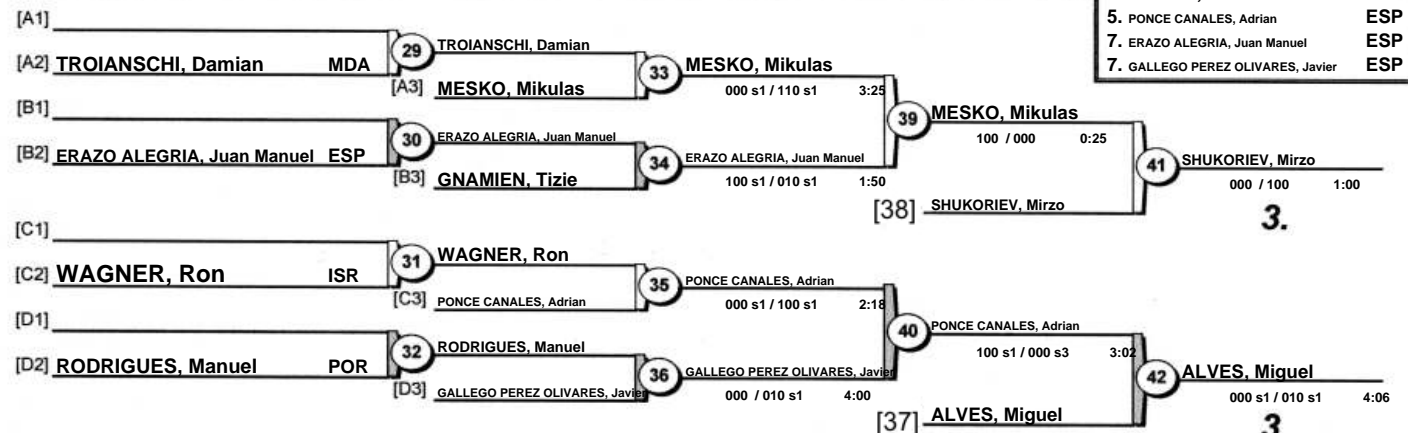 5. PONCE CANALES, Adrian ESP
7. ERAZO ALEGRIA, Juan Manuel ESP
7. GALLEGO PEREZ OLIVARES, Javier ESP
[A1]
29 TROIANSCHI, Damian
[A2] TROIANSCHI, Damian MDA
33 MESKO, Mikulas
[A3] MESKO, Mikulas
000 s1 / 110 s1 3:25
[B1]
39 MESKO, Mikulas
100 / 000 0:25
30 ERAZO ALEGRIA, Juan Manuel
[B2] ERAZO ALEGRIA, Juan Manuel ESP
34 ERAZO ALEGRIA, Juan Manuel
41 SHUKORIEV, Mirzo
[B3] GNAMIEN, Tizie
100 s1 / 010 s1 1:50
000 / 100 1:00
[38] SHUKORIEV, Mirzo
3.
[C1]
31 WAGNER, Ron
[C2] WAGNER, Ron ISR
35 PONCE CANALES, Adrian
[C3] PONCE CANALES, Adrian
000 s1 / 100 s1 2:18
[D1]
40 PONCE CANALES, Adrian
32 RODRIGUES, Manuel
100 s1 / 000 s3 3:02
[D2] RODRIGUES, Manuel POR
36 GALLEGO PEREZ OLIVARES, Javier
42 ALVES, Miguel
[D3] GALLEGO PEREZ OLIVARES, Javier
000 / 010 s1 4:00
000 s1 / 010 s1 4:06
[37] ALVES, Miguel
3